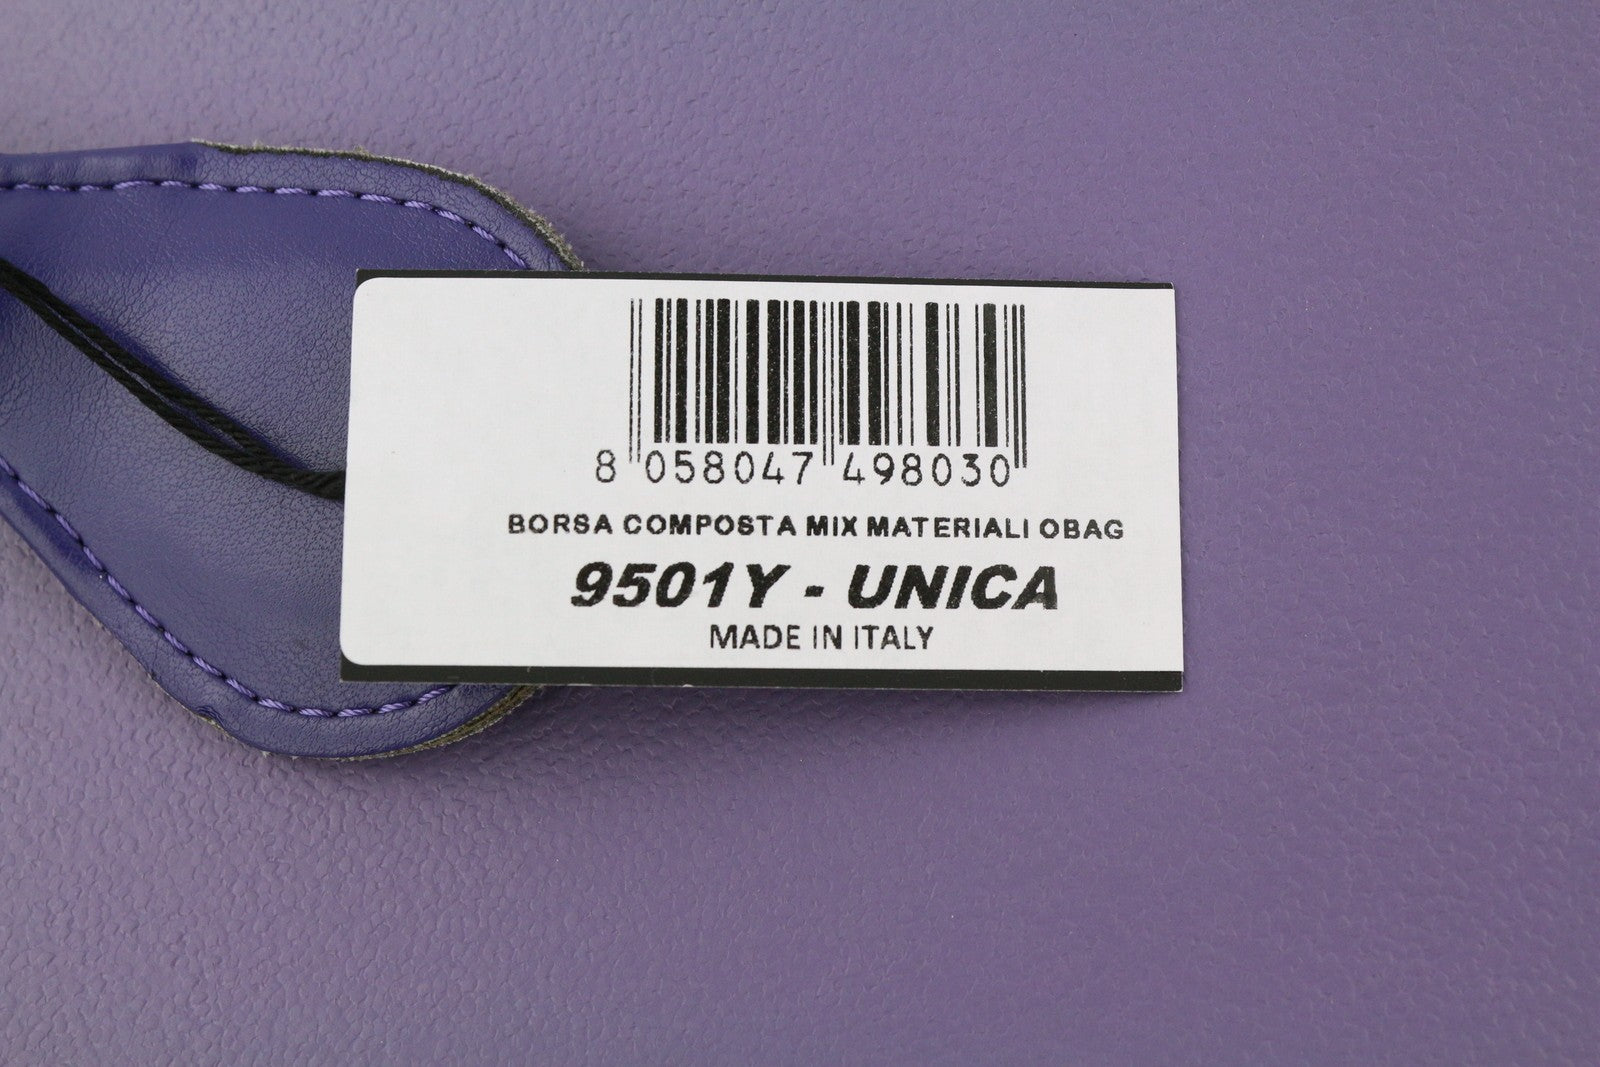 8 058047 498030
BORSA COMPOSTA MIX MATERIALI OBAG
9501Y - UNICA
MADE IN ITALY